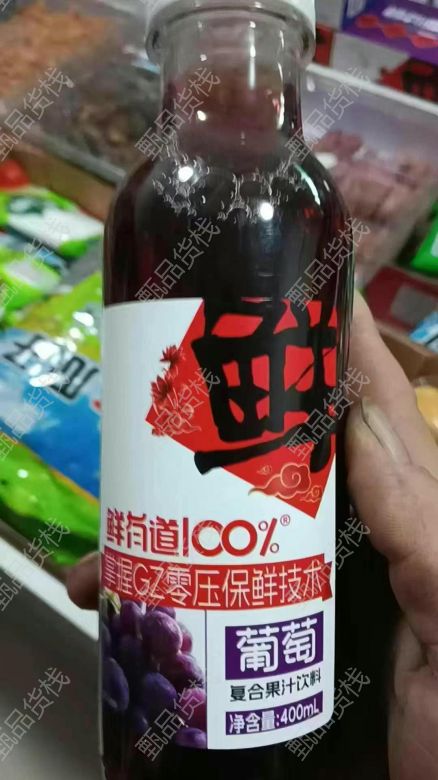 鲜
鲜有道100%®
掌握GZ零压保鲜技术
葡萄
复合果汁饮料
净含量:400mL
甄品货栈